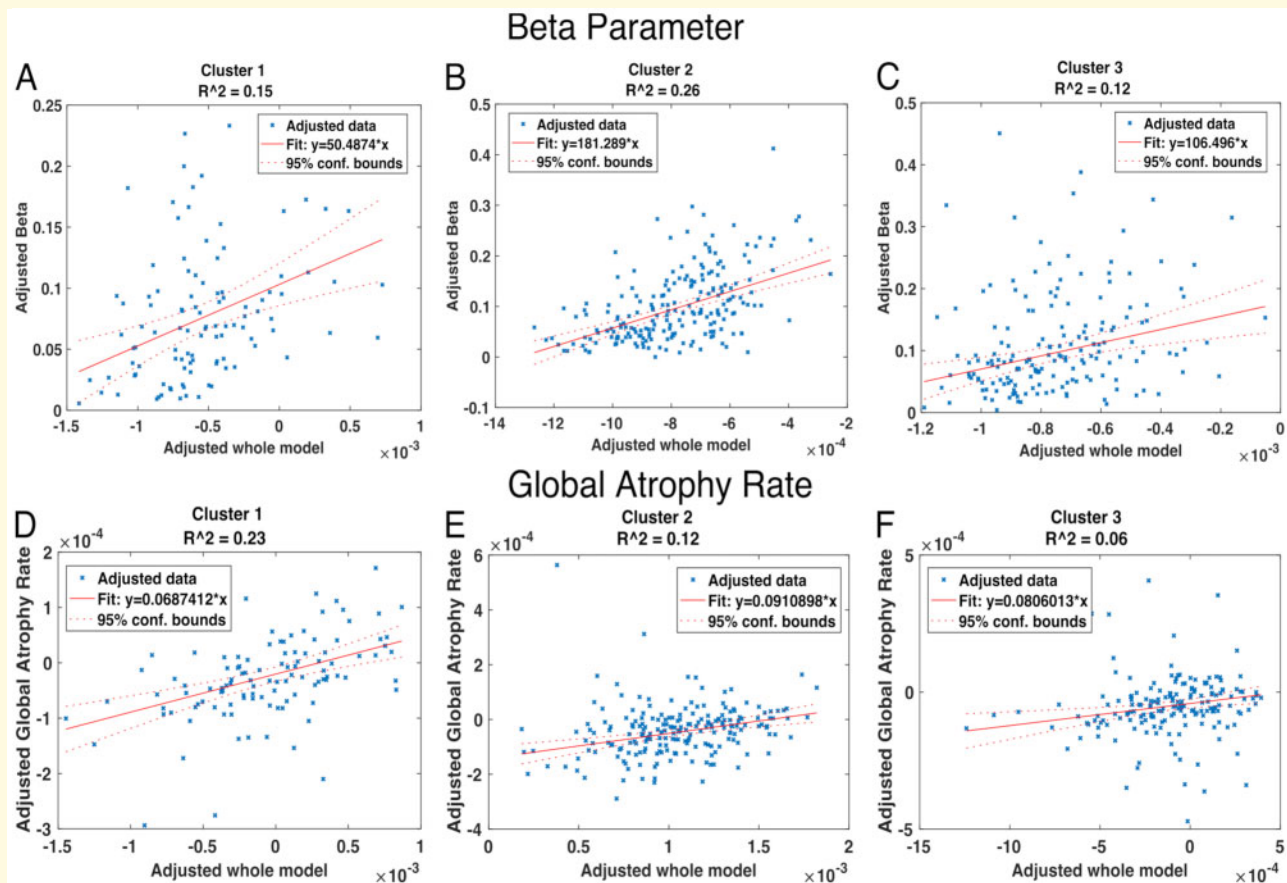 Beta Parameter
A
Cluster 1
R^2 = 0.15
Adjusted data
Fit: y=50.4874*x
95% conf. bounds
Adjusted Beta
0.25
0.2
0.15
0.1
0.05
0
-1.5
-1
-0.5
0
0.5
1
Adjusted whole model
×10^-3
B
Cluster 2
R^2 = 0.26
Adjusted data
Fit: y=181.289*x
95% conf. bounds
Adjusted Beta
0.5
0.4
0.3
0.2
0.1
0
-0.1
-14
-12
-10
-8
-6
-4
-2
Adjusted whole model
×10^-4
C
Cluster 3
R^2 = 0.12
Adjusted data
Fit: y=106.496*x
95% conf. bounds
Adjusted Beta
0.5
0.4
0.3
0.2
0.1
0
-1.2
-1
-0.8
-0.6
-0.4
-0.2
0
Adjusted whole model
×10^-3
Global Atrophy Rate
D
Cluster 1
R^2 = 0.23
×10^-4
Adjusted data
Fit: y=0.0687412*x
95% conf. bounds
Adjusted Global Atrophy Rate
2
1
0
-1
-2
-3
-1.5
-1
-0.5
0
0.5
1
Adjusted whole model
×10^-3
E
Cluster 2
R^2 = 0.12
×10^-4
Adjusted data
Fit: y=0.0910898*x
95% conf. bounds
Adjusted Global Atrophy Rate
6
4
2
0
-2
-4
0
0.5
1
1.5
2
Adjusted whole model
×10^-3
F
Cluster 3
R^2 = 0.06
×10^-4
Adjusted data
Fit: y=0.0806013*x
95% conf. bounds
Adjusted Global Atrophy Rate
5
0
-5
-15
-10
-5
0
5
Adjusted whole model
×10^-4